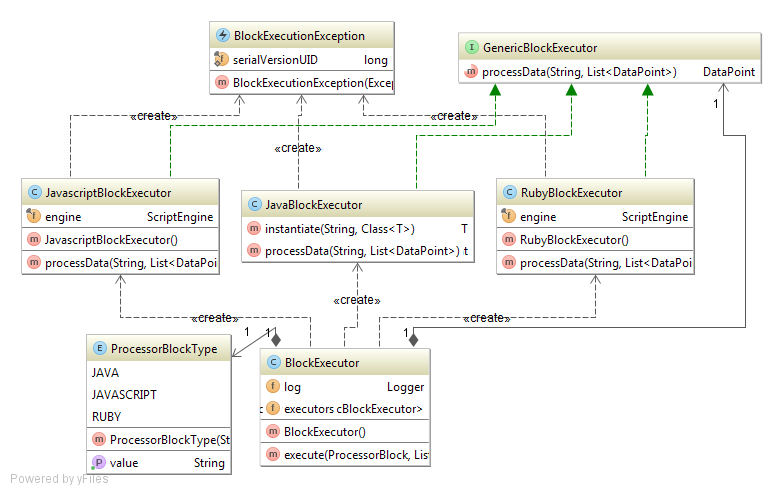 BlockExecutionException
serialVersionUID long
BlockExecutionException(Excep
GenericBlockExecutor
processData(String, List<DataPoint>) DataPoint
1
«create»
«create»
«create»
JavascriptBlockExecutor
engine ScriptEngine
JavascriptBlockExecutor()
processData(String, List<DataPoi
JavaBlockExecutor
instantiate(String, Class<T>) T
processData(String, List<DataPoint>) t
RubyBlockExecutor
engine ScriptEngine
RubyBlockExecutor()
processData(String, List<DataPoi
«create»
«create»
«create»
1 1 1
ProcessorBlockType
JAVA
JAVASCRIPT
RUBY
ProcessorBlockType(St
value String
BlockExecutor
log Logger
executors cBlockExecutor>
BlockExecutor()
execute(ProcessorBlock, List
Powered by yFiles